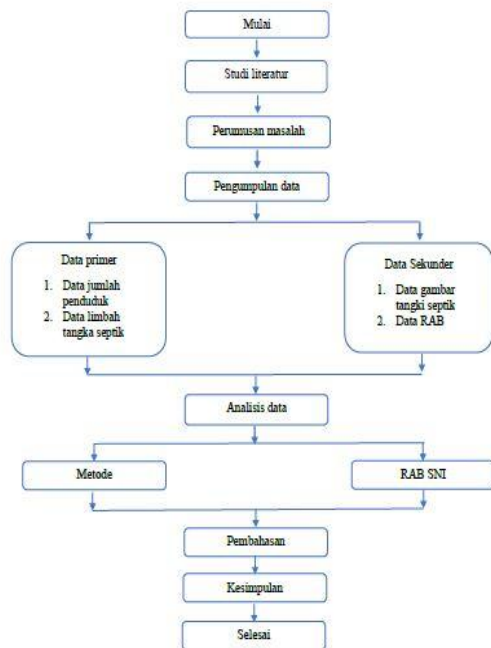 Mulai
Studi literatur
Perumusan masalah
Pengumpulan data
Data primer
1. Data jumlah
penduduk
2. Data limbah
tangka septik
Data Sekunder
1. Data gambar
tangki septik
2. Data RAB
Analisis data
Metode
RAB SNI
Pembahasan
Kesimpulan
Selesai